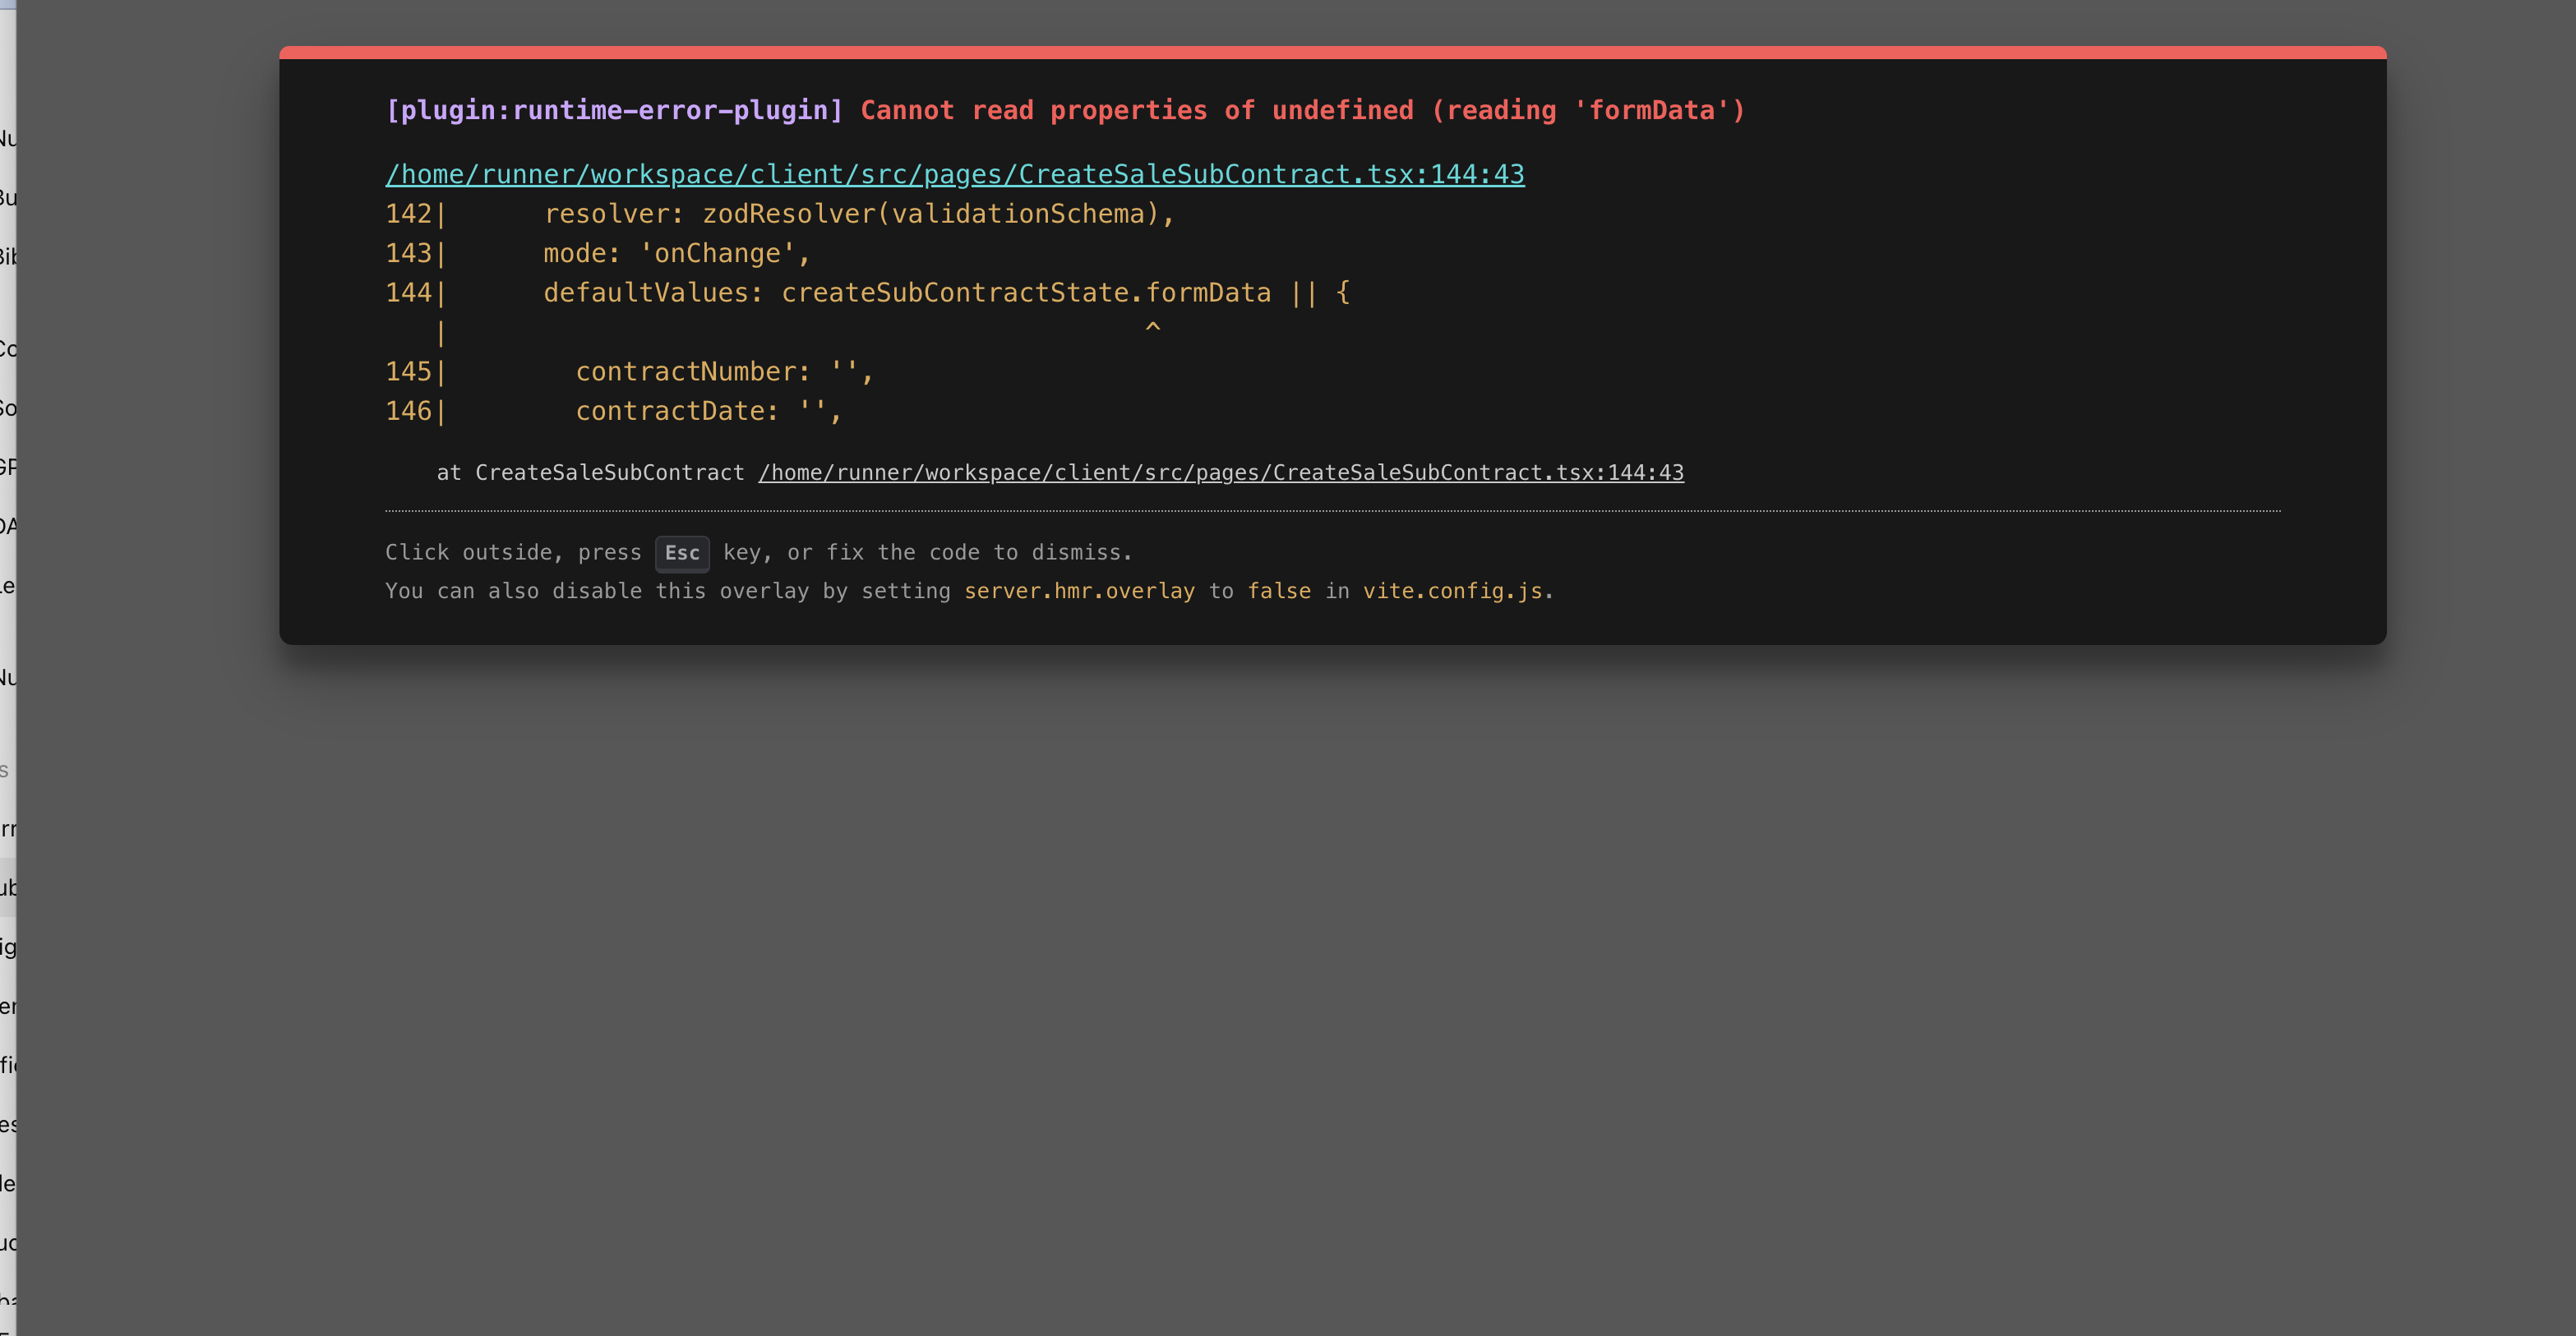 [plugin:runtime-error-plugin] Cannot read properties of undefined (reading 'formData')
/home/runner/workspace/client/src/pages/CreateSaleSubContract.tsx:144:43
142|      resolver: zodResolver(validationSchema),
143|      mode: 'onChange',
144|      defaultValues: createSubContractState.formData || {
   |                                            ^
145|        contractNumber: '',
146|        contractDate: '',
at CreateSaleSubContract /home/runner/workspace/client/src/pages/CreateSaleSubContract.tsx:144:43
Click outside, press Esc key, or fix the code to dismiss.
You can also disable this overlay by setting server.hmr.overlay to false in vite.config.js.